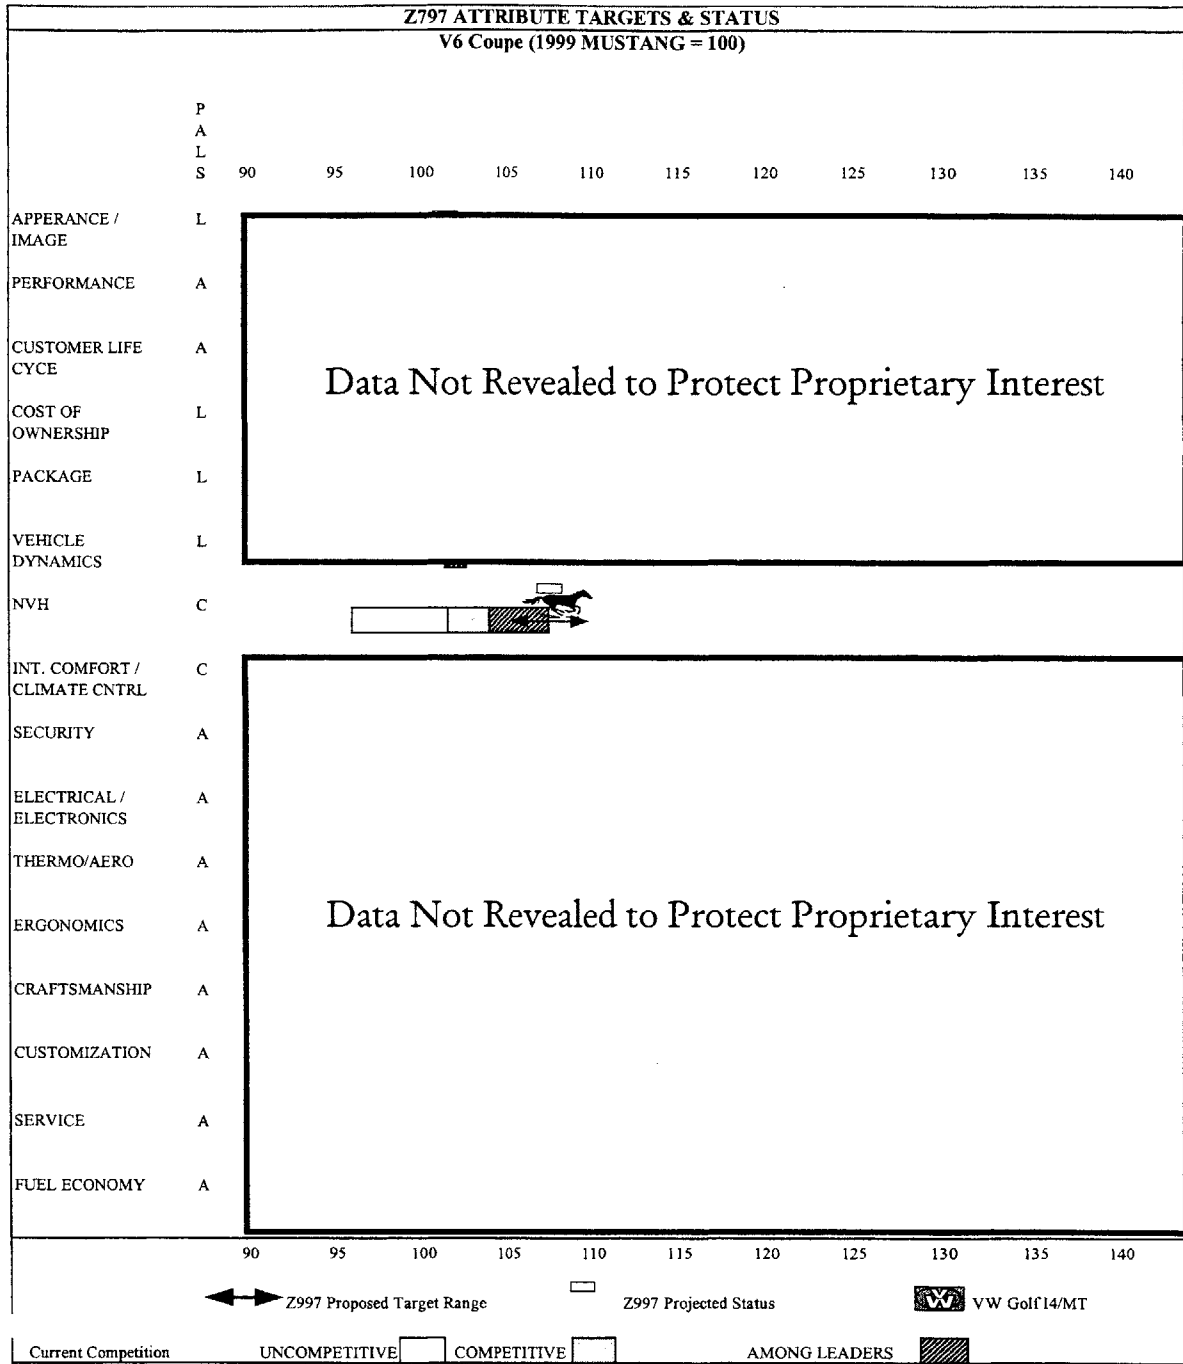 Z797 ATTRIBUTE TARGETS & STATUS
V6 Coupe (1999 MUSTANG = 100)
P
A
L
S 90 95 100 105 110 115 120 125 130 135 140
APPERANCE / L
IMAGE
PERFORMANCE A
CUSTOMER LIFE A
CYCE
Data Not Revealed to Protect Proprietary Interest
COST OF L
OWNERSHIP
PACKAGE L
VEHICLE L
DYNAMICS
NVH C
INT. COMFORT / C
CLIMATE CNTRL
SECURITY A
ELECTRICAL / A
ELECTRONICS
THERMO/AERO A
ERGONOMICS A Data Not Revealed to Protect Proprietary Interest
CRAFTSMANSHIP A
CUSTOMIZATION A
SERVICE A
FUEL ECONOMY A
90 95 100 105 110 115 120 125 130 135 140
Z997 Proposed Target Range Z997 Projected Status VW Golf I4/MT
Current Competition UNCOMPETITIVE COMPETITIVE AMONG LEADERS